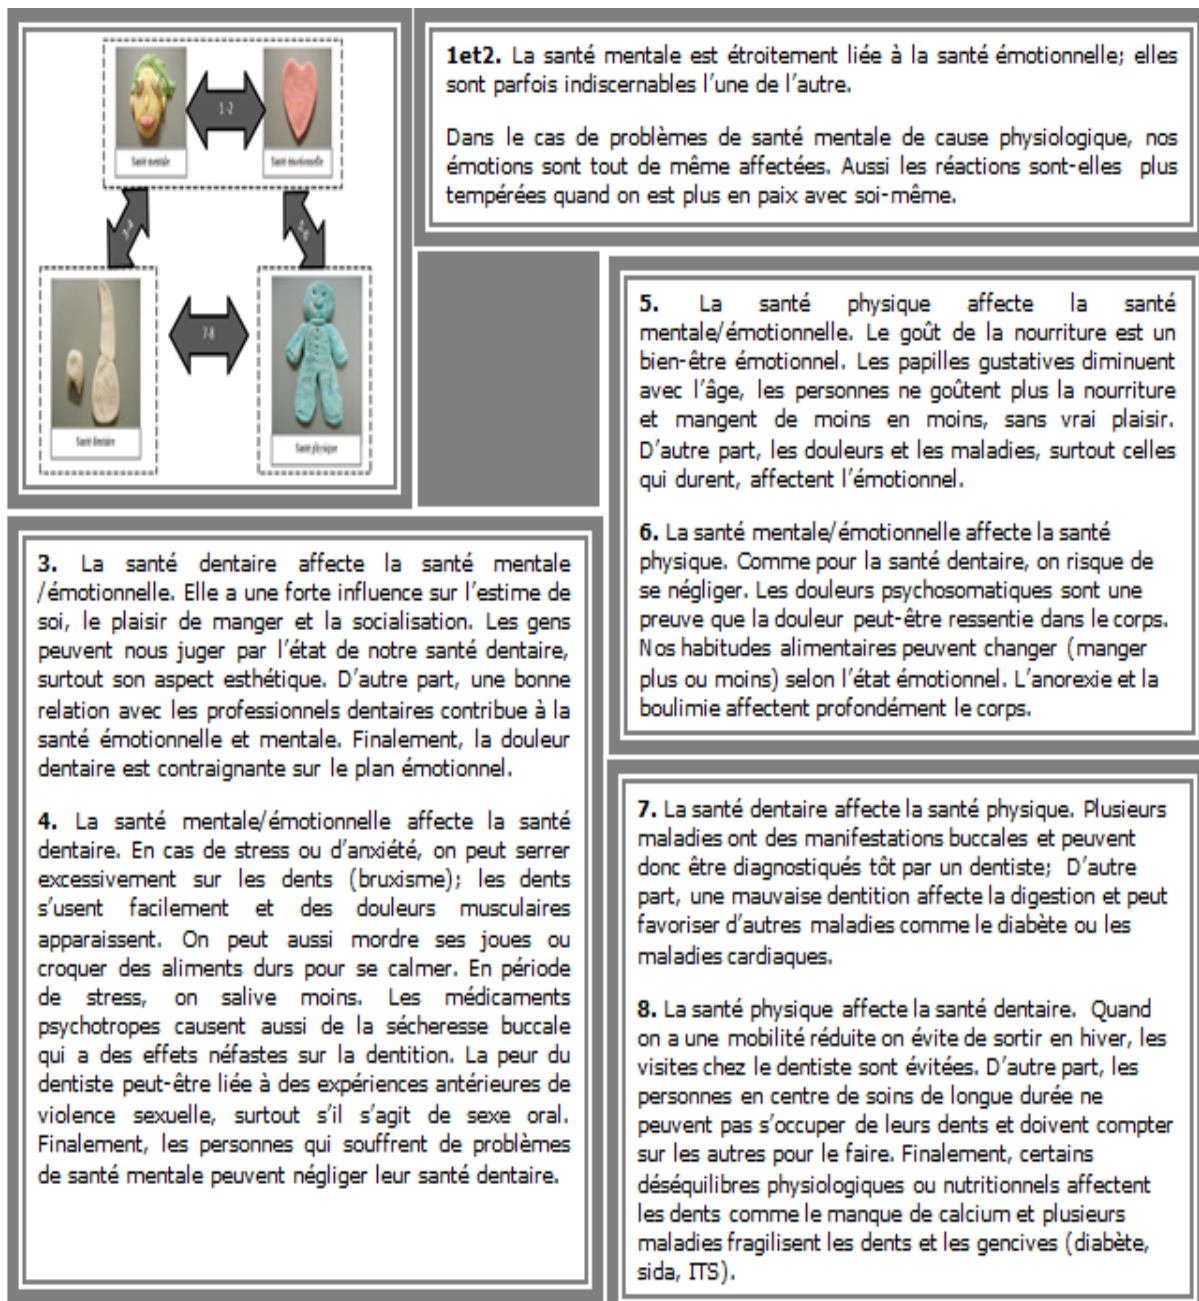 Santé mentale
1 -2
Santé émotionnelle
3-4
5-6
7-8
Santé dentaire
Santé physique
1et2. La santé mentale est étroitement liée à la santé émotionnelle; elles
sont parfois indiscernables l'une de l'autre.
Dans le cas de problèmes de santé mentale de cause physiologique, nos
émotions sont tout de même affectées. Aussi les réactions sont-elles plus
tempérées quand on est plus en paix avec soi-même.
3. La santé dentaire affecte la santé mentale
/émotionnelle. Elle a une forte influence sur l'estime de
soi, le plaisir de manger et la socialisation. Les gens
peuvent nous juger par l'état de notre santé dentaire,
surtout son aspect esthétique. D'autre part, une bonne
relation avec les professionnels dentaires contribue à la
santé émotionnelle et mentale. Finalement, la douleur
dentaire est contraignante sur le plan émotionnel.
4. La santé mentale/émotionnelle affecte la santé
dentaire. En cas de stress ou d'anxiété, on peut serrer
excessivement sur les dents (bruxisme); les dents
s'usent facilement et des douleurs musculaires
apparaissent. On peut aussi mordre ses joues ou
croquer des aliments durs pour se calmer. En période
de stress, on salive moins. Les médicaments
psychotropes causent aussi de la sécheresse buccale
qui a des effets néfastes sur la dentition. La peur du
dentiste peut-être liée à des expériences antérieures de
violence sexuelle, surtout s'il s'agit de sexe oral.
Finalement, les personnes qui souffrent de problèmes
de santé mentale peuvent négliger leur santé dentaire.
5. La santé physique affecte la santé
mentale/émotionnelle. Le goût de la nourriture est un
bien-être émotionnel. Les papilles gustatives diminuent
avec l'âge, les personnes ne goûtent plus la nourriture
et mangent de moins en moins, sans vrai plaisir.
D'autre part, les douleurs et les maladies, surtout celles
qui durent, affectent l'émotionnel.
6. La santé mentale/émotionnelle affecte la santé
physique. Comme pour la santé dentaire, on risque de
se négliger. Les douleurs psychosomatiques sont une
preuve que la douleur peut-être ressentie dans le corps.
Nos habitudes alimentaires peuvent changer (manger
plus ou moins) selon l'état émotionnel. L'anorexie et la
boulimie affectent profondément le corps.
7. La santé dentaire affecte la santé physique. Plusieurs
maladies ont des manifestations buccales et peuvent
donc être diagnostiqués tôt par un dentiste; D'autre
part, une mauvaise dentition affecte la digestion et peut
favoriser d'autres maladies comme le diabète ou les
maladies cardiaques.
8. La santé physique affecte la santé dentaire. Quand
on a une mobilité réduite on évite de sortir en hiver, les
visites chez le dentiste sont évitées. D'autre part, les
personnes en centre de soins de longue durée ne
peuvent pas s'occuper de leurs dents et doivent compter
sur les autres pour le faire. Finalement, certains
déséquilibres physiologiques ou nutritionnels affectent
les dents comme le manque de calcium et plusieurs
maladies fragilisent les dents et les gencives (diabète,
sida, ITS).